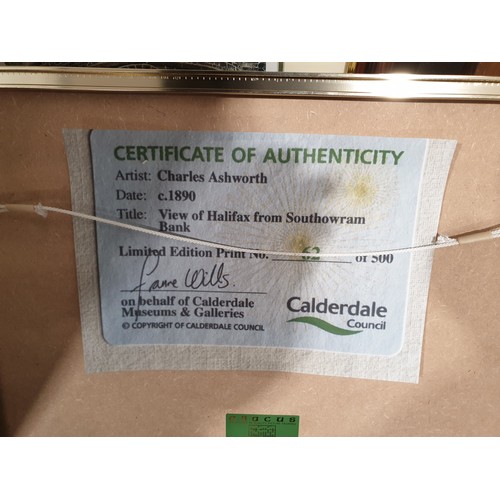 CERTIFICATE OF AUTHENTICITY
Artist: Charles Ashworth
Date: c.1890
Title: View of Halifax from Southowram
Bank
Limited Edition Print No. 62 of 500
on behalf of Calderdale
Museums & Galleries
© COPYRIGHT OF CALDERDALE COUNCIL
Calderdale
Council